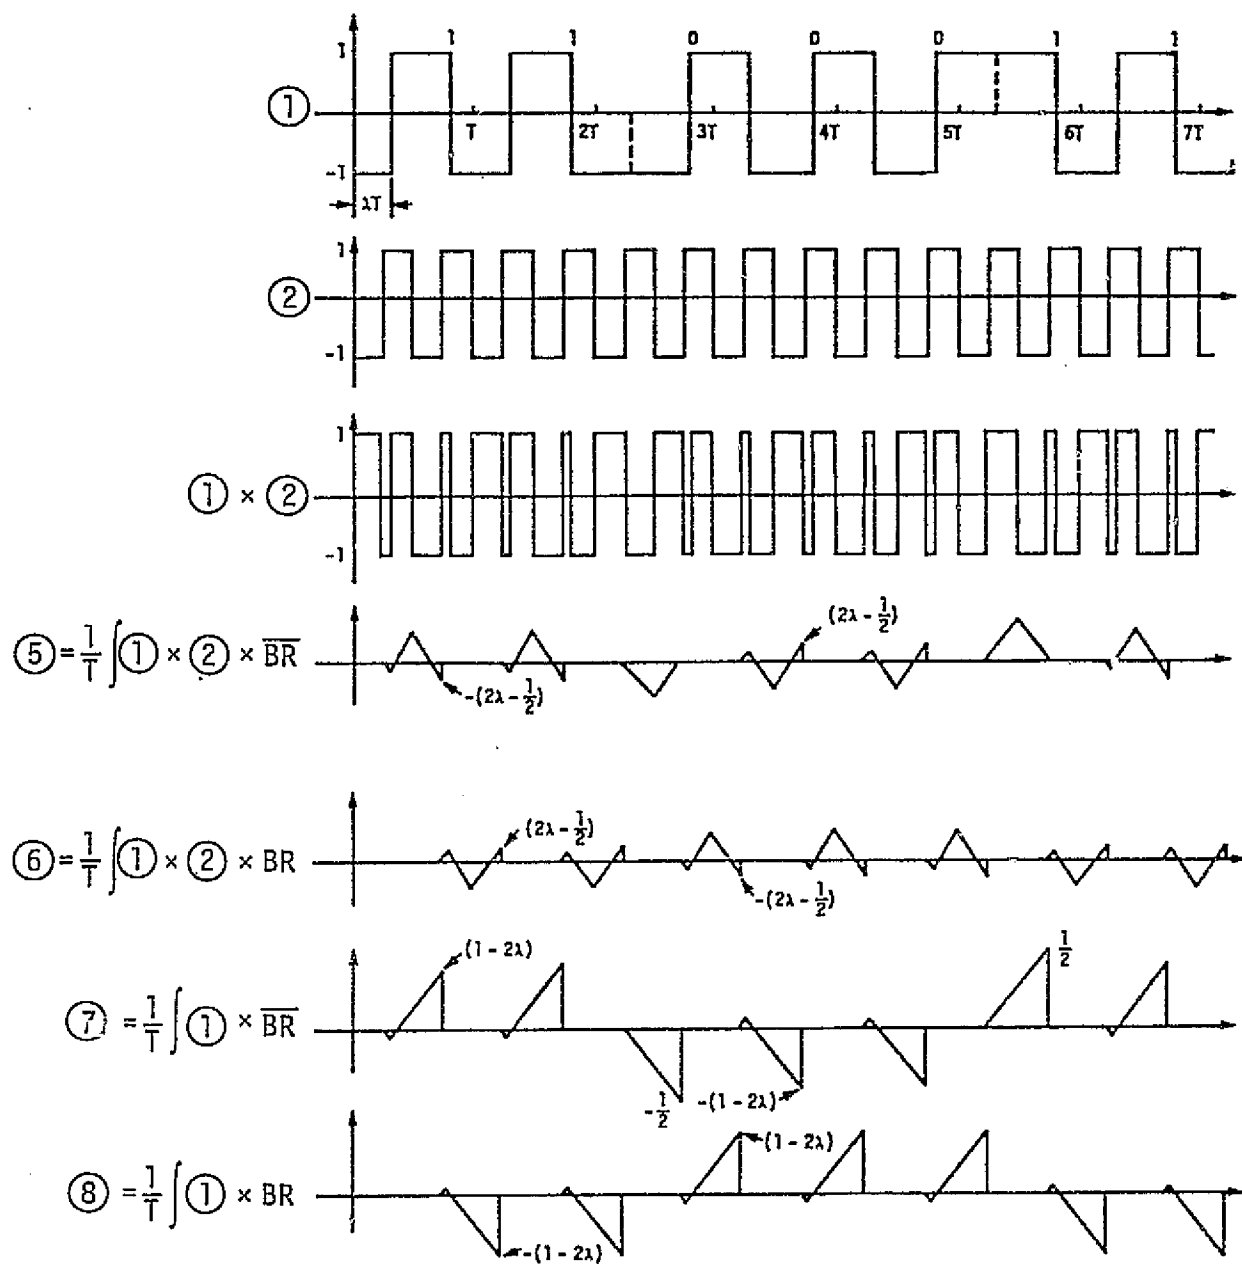 1 1 0 0 0 1 1
1
①
T 2T 3T 4T 5T 6T 7T
-1
λT
1
②
-1
1
① × ②
-1
(2λ - 1/2)
⑤ = 1/T ∫ ① × ② × B̅R̅
-(2λ - 1/2)
(2λ - 1/2)
⑥ = 1/T ∫ ① × ② × BR
-(2λ - 1/2)
(1 - 2λ) 1/2
⑦ = 1/T ∫ ① × B̅R̅
-1/2 -(1 - 2λ)
(1 - 2λ)
⑧ = 1/T ∫ ① × BR
-(1 - 2λ)